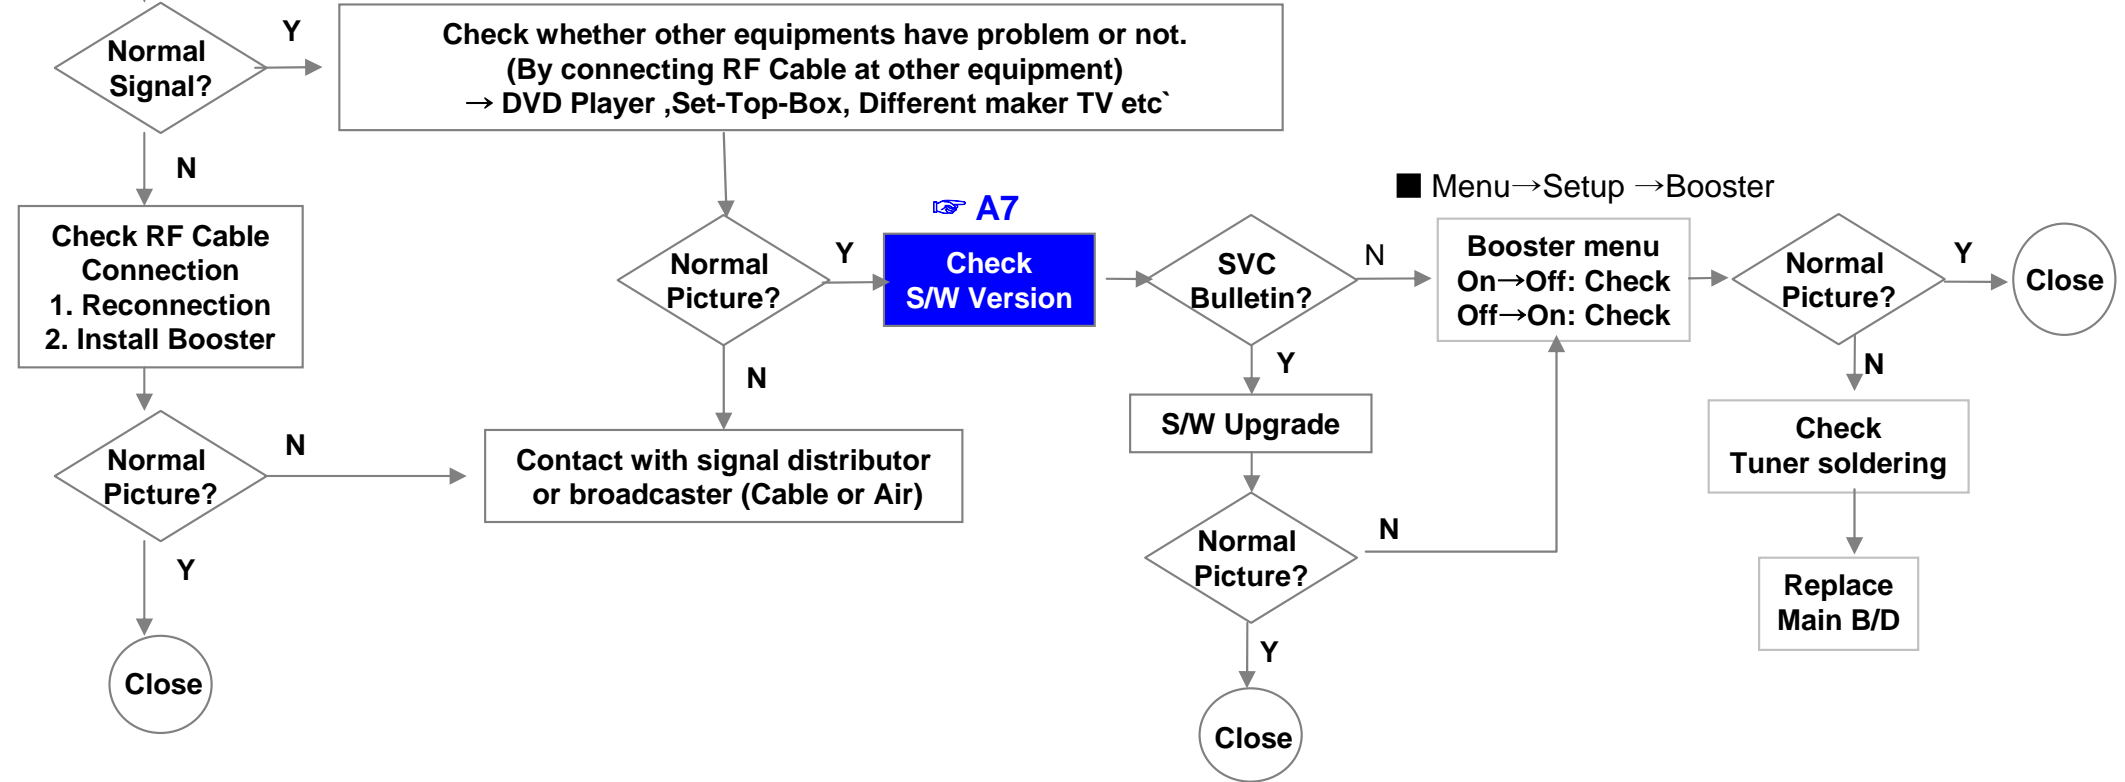 Normal
Signal?
Y
Check whether other equipments have problem or not.
(By connecting RF Cable at other equipment)
→ DVD Player ,Set-Top-Box, Different maker TV etc`
N
Check RF Cable
Connection
1. Reconnection
2. Install Booster
Normal
Picture?
N
Y
Close
Normal
Picture?
Y
N
Contact with signal distributor
or broadcaster (Cable or Air)
☞ A7
Check
S/W Version
SVC
Bulletin?
N
Y
S/W Upgrade
Normal
Picture?
N
Y
Close
■ Menu→Setup →Booster
Booster menu
On→Off: Check
Off→On: Check
Normal
Picture?
Y
Close
N
Check
Tuner soldering
Replace
Main B/D